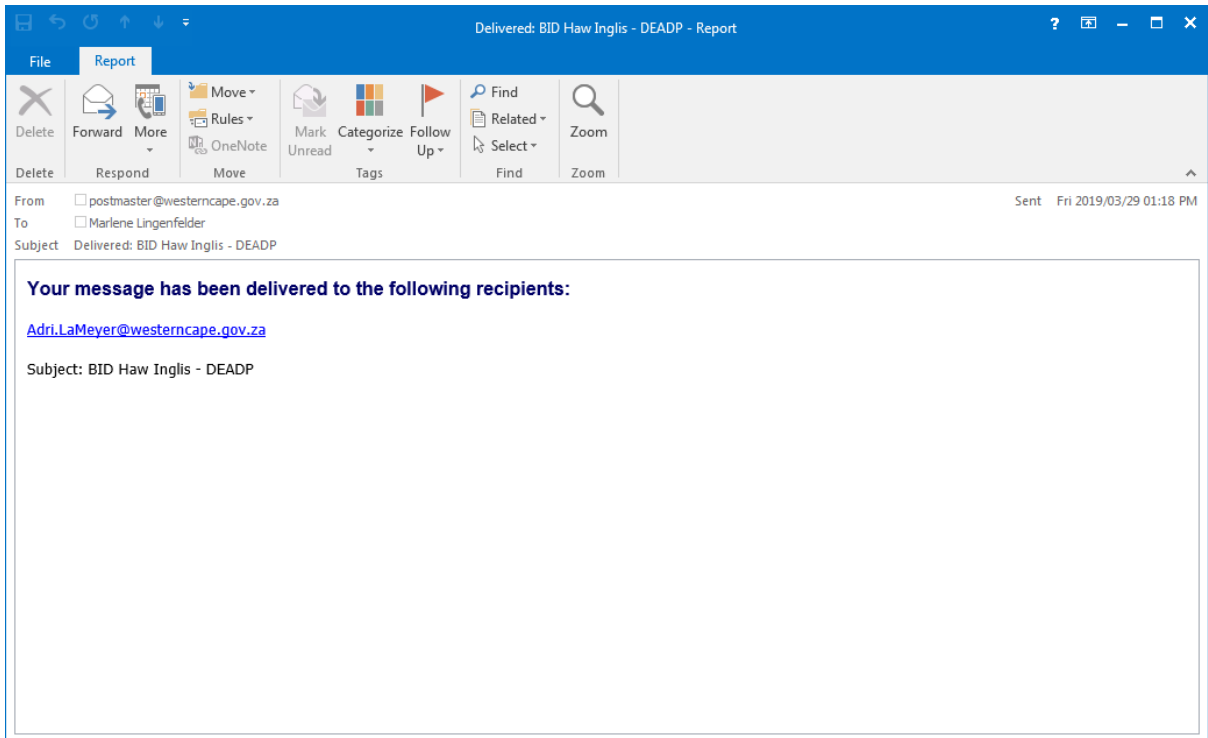 Delivered: BID Haw Inglis - DEADP - Report
?
File Report
Delete
Forward
More
Move
Rules
OneNote
Mark Unread
Categorize
Follow Up
Find
Related
Select
Zoom
Delete Respond Move Tags Find Zoom
From postmaster@westerncape.gov.za Sent Fri 2019/03/29 01:18 PM
To Marlene Lingenfelder
Subject Delivered: BID Haw Inglis - DEADP
Your message has been delivered to the following recipients:
Adri.LaMeyer@westerncape.gov.za
Subject: BID Haw Inglis - DEADP